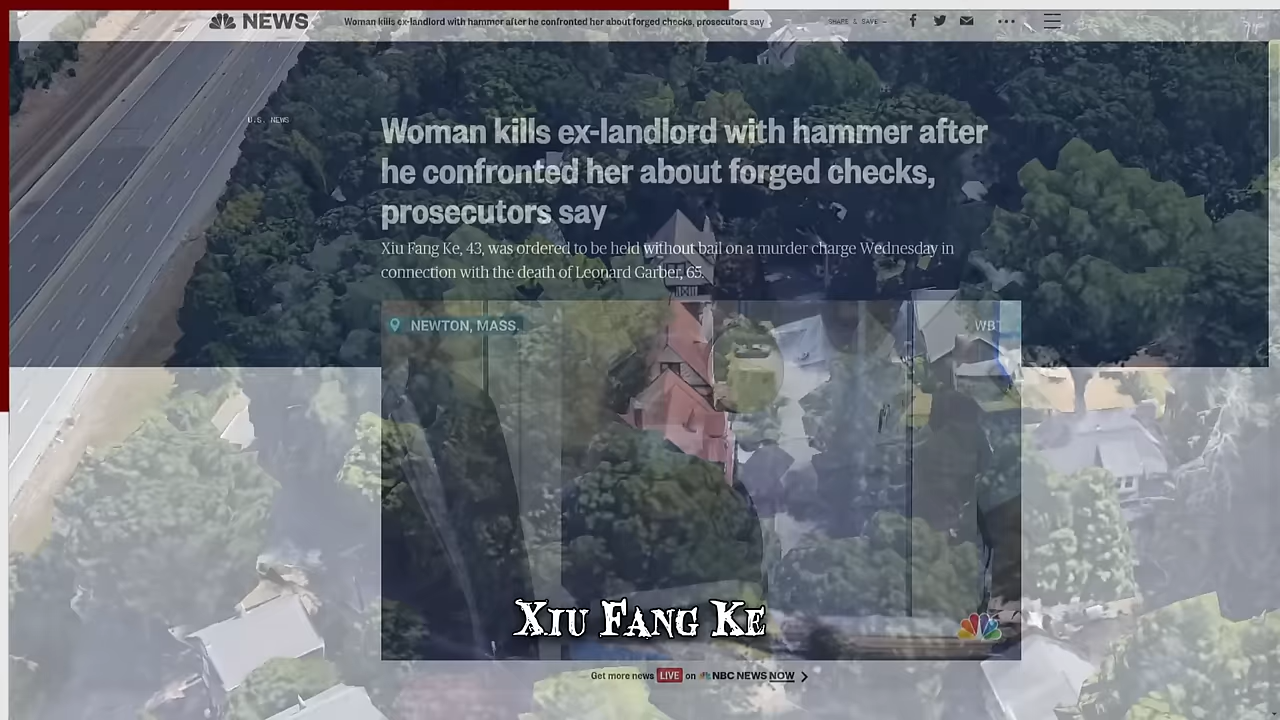 NEWS
Woman kills ex-landlord with hammer after he confronted her about forged checks, prosecutors say
SHARE & SAVE —
U.S. NEWS
Woman kills ex-landlord with hammer after
he confronted her about forged checks,
prosecutors say
Xiu Fang Ke, 43, was ordered to be held without bail on a murder charge Wednesday in
connection with the death of Leonard Garber, 65.
NEWTON, MASS.
Xiu Fang Ke
Get more news LIVE on NBC NEWS NOW